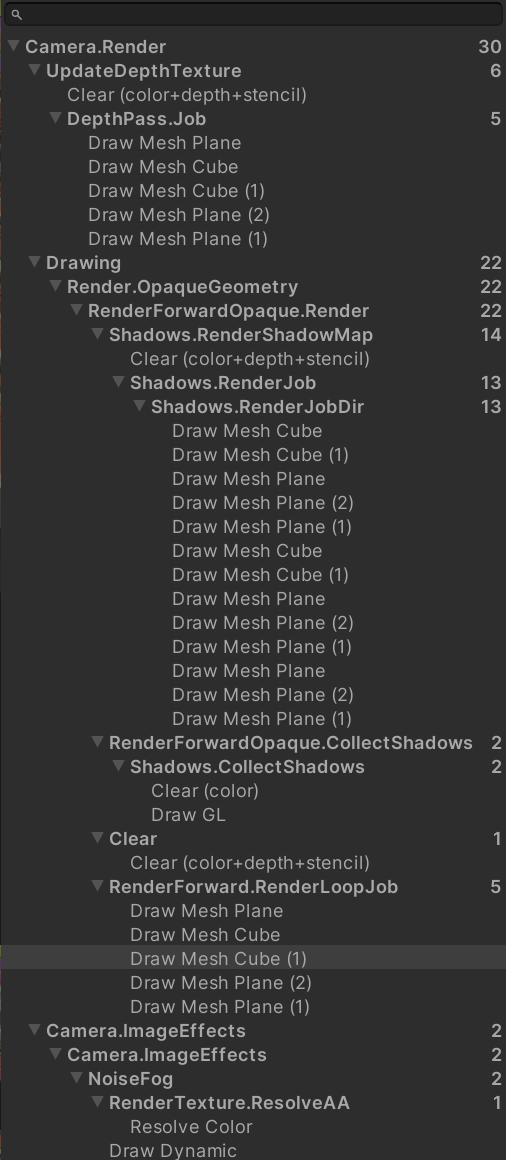 Camera.Render 30
UpdateDepthTexture 6
Clear (color+depth+stencil)
DepthPass.Job 5
Draw Mesh Plane
Draw Mesh Cube
Draw Mesh Cube (1)
Draw Mesh Plane (2)
Draw Mesh Plane (1)
Drawing 22
Render.OpaqueGeometry 22
RenderForwardOpaque.Render 22
Shadows.RenderShadowMap 14
Clear (color+depth+stencil)
Shadows.RenderJob 13
Shadows.RenderJobDir 13
Draw Mesh Cube
Draw Mesh Cube (1)
Draw Mesh Plane
Draw Mesh Plane (2)
Draw Mesh Plane (1)
Draw Mesh Cube
Draw Mesh Cube (1)
Draw Mesh Plane
Draw Mesh Plane (2)
Draw Mesh Plane (1)
Draw Mesh Plane
Draw Mesh Plane (2)
Draw Mesh Plane (1)
RenderForwardOpaque.CollectShadows 2
Shadows.CollectShadows 2
Clear (color)
Draw GL
Clear 1
Clear (color+depth+stencil)
RenderForward.RenderLoopJob 5
Draw Mesh Plane
Draw Mesh Cube
Draw Mesh Cube (1)
Draw Mesh Plane (2)
Draw Mesh Plane (1)
Camera.ImageEffects 2
Camera.ImageEffects 2
NoiseFog 2
RenderTexture.ResolveAA 1
Resolve Color
Draw Dynamic